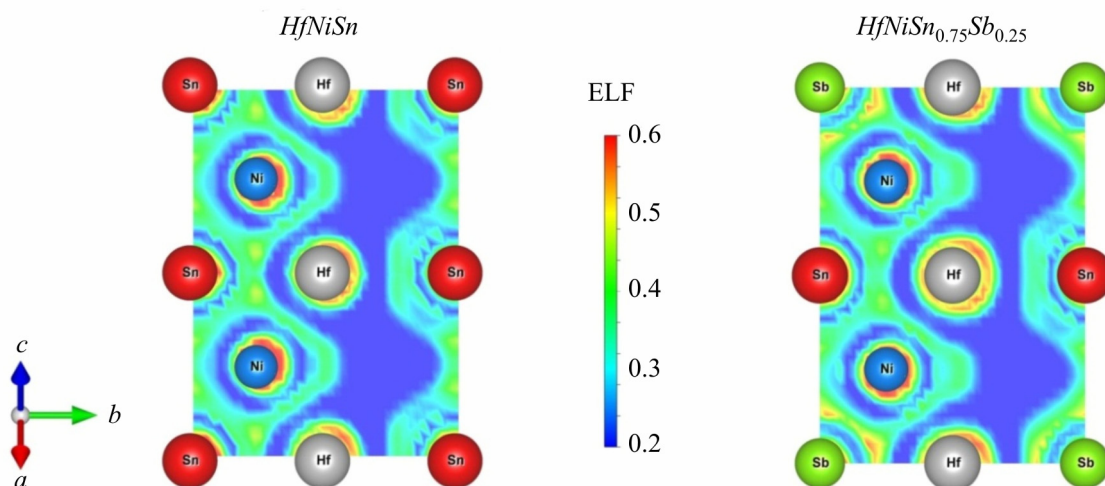 HfNiSn
HfNiSn0.75Sb0.25
Sn Hf Sn
Sb Hf Sb
ELF
0.6
0.5
0.4
0.3
0.2
Ni
Ni
Sn Hf Sn
Sn Hf Sn
Ni
Ni
Sn Hf Sn
Sb Hf Sb
c
b
a